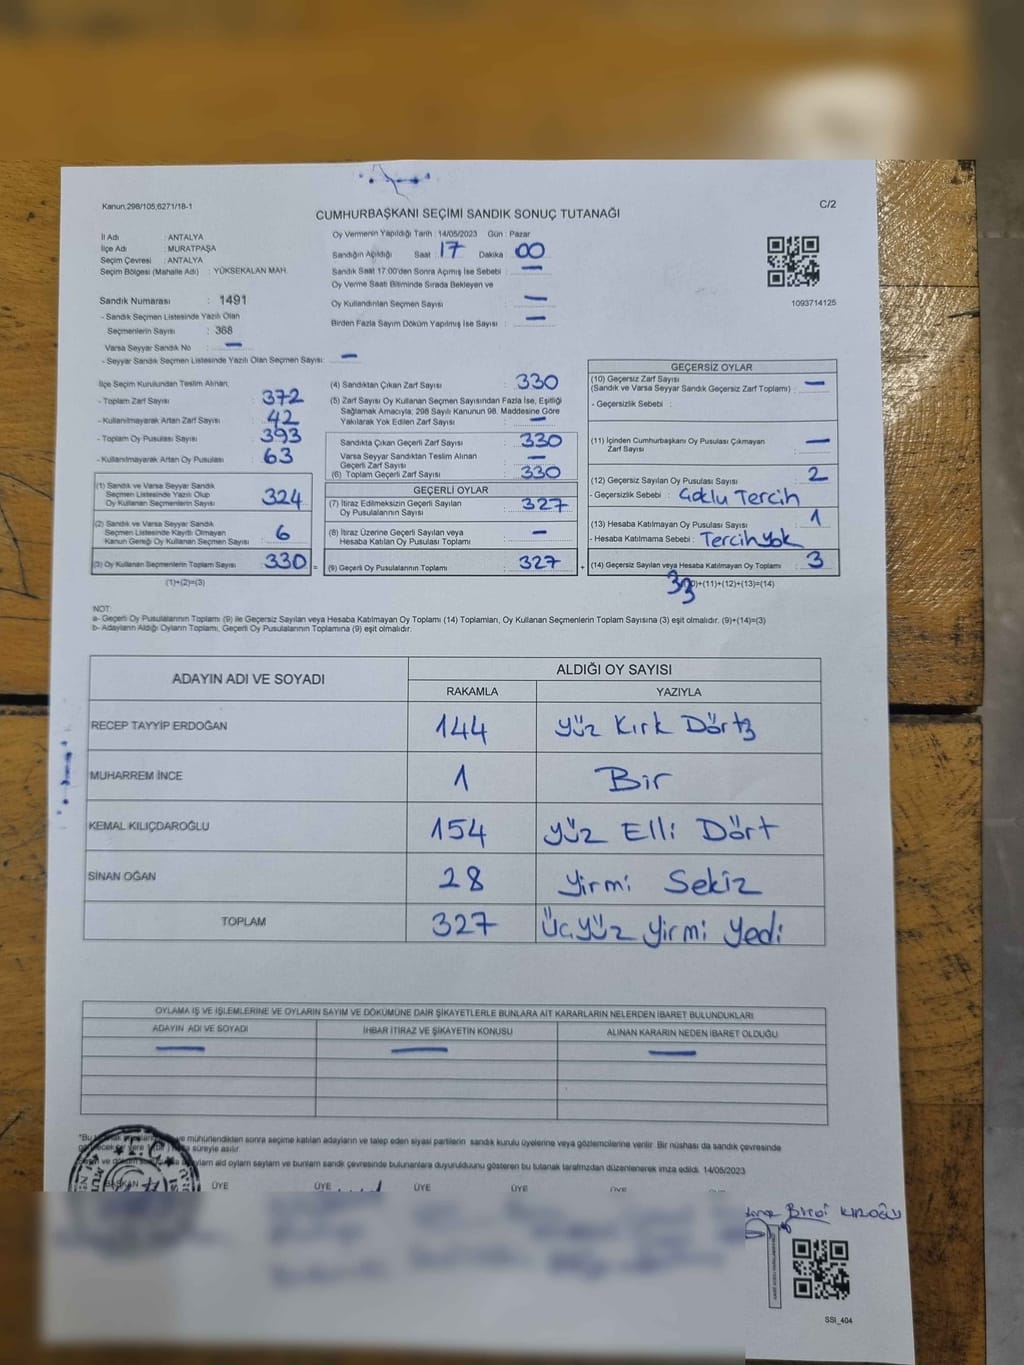 Kanun;298/105,6271/18-1
C/2
CUMHURBAŞKANI SEÇİMİ SANDIK SONUÇ TUTANAĞI
İl Adı : ANTALYA
İlçe Adı : MURATPAŞA
Seçim Çevresi : ANTALYA
Seçim Bölgesi (Mahalle Adı) : YÜKSEKALAN MAH.
Oy Vermenin Yapıldığı Tarih : 14/05/2023 Gün : Pazar
Sandığın Açıldığı Saat : 17 Dakika : 00
Sandık Saat 17:00'den Sonra Açımış İse Sebebi : —
Oy Verme Saati Bitiminde Sırada Bekleyen ve
Oy Kullandırılan Seçmen Sayısı : —
Birden Fazla Sayım Döküm Yapılmış İse Sayısı : —
1093714125
Sandık Numarası : 1491
- Sandık Seçmen Listesinde Yazılı Olan
Seçmenlerin Sayısı : 368
Varsa Seyyar Sandık No : —
- Seyyar Sandık Seçmen Listesinde Yazılı Olan Seçmen Sayısı: —
İlçe Seçim Kurulundan Teslim Alınan;
- Toplam Zarf Sayısı : 372
- Kullanılmayarak Artan Zarf Sayısı : 42
- Toplam Oy Pusulası Sayısı : 393
- Kullanılmayarak Artan Oy Pusulası : 63
(1) Sandık ve Varsa Seyyar Sandık
Seçmen Listesinde Yazılı Olup
Oy Kullanan Seçmenlerin Sayısı : 324
(2) Sandık ve Varsa Seyyar Sandık
Seçmen Listesinde Kayıtlı Olmayan
Kanun Gereği Oy Kullanan Seçmen Sayısı : 6
(3) Oy Kullanan Seçmenlerin Toplam Sayısı : 330 =
(1)+(2)=(3)
(4) Sandıktan Çıkan Zarf Sayısı : 330
(5) Zarf Sayısı Oy Kullanan Seçmen Sayısından Fazla İse, Eşitliği
Sağlamak Amacıyla; 298 Sayılı Kanunun 98. Maddesine Göre
Yakılarak Yok Edilen Zarf Sayısı : —
Sandıkta Çıkan Geçerli Zarf Sayısı : 330
Varsa Seyyar Sandıktan Teslim Alınan
Geçerli Zarf Sayısı : —
(6) Toplam Geçerli Zarf Sayısı : 330
GEÇERLİ OYLAR
(7) İtiraz Edilmeksizin Geçerli Sayılan
Oy Pusulalarının Sayısı : 327
(8) İtiraz Üzerine Geçerli Sayılan veya
Hesaba Katılan Oy Pusulası Toplamı : —
(9) Geçerli Oy Pusulalarının Toplamı : 327 +
GEÇERSİZ OYLAR
(10) Geçersiz Zarf Sayısı
(Sandık ve Varsa Seyyar Sandık Geçersiz Zarf Toplamı) : —
- Geçersizlik Sebebi :
(11) İçinden Cumhurbaşkanı Oy Pusulası Çıkmayan
Zarf Sayısı : —
(12) Geçersiz Sayılan Oy Pusulası Sayısı : 2
- Geçersizlik Sebebi : Çoklu Tercih
(13) Hesaba Katılmayan Oy Pusulası Sayısı : 1
- Hesaba Katılmama Sebebi : Tercih yok
(14) Geçersiz Sayılan veya Hesaba Katılmayan Oy Toplamı : 3
33 )+(11)+(12)+(13)=(14)
NOT:
a- Geçerli Oy Pusulalarının Toplamı (9) ile Geçersiz Sayılan veya Hesaba Katılmayan Oy Toplamı (14) Toplamları, Oy Kullanan Seçmenlerin Toplam Sayısına (3) eşit olmalıdır. (9)+(14)=(3)
b- Adayların Aldığı Oyların Toplamı, Geçerli Oy Pusulalarının Toplamına (9) eşit olmalıdır.
ADAYIN ADI VE SOYADI ALDIĞI OY SAYISI
RAKAMLA YAZIYLA
RECEP TAYYİP ERDOĞAN 144 Yüz Kırk Dört
MUHARREM İNCE 1 Bir
KEMAL KILIÇDAROĞLU 154 Yüz Elli Dört
SİNAN OĞAN 28 Yirmi Sekiz
TOPLAM 327 Üç Yüz Yirmi Yedi
OYLAMA İŞ VE İŞLEMLERİNE VE OYLARIN SAYIM VE DÖKÜMÜNE DAİR ŞİKAYETLERLE BUNLARA AİT KARARLARIN NELERDEN İBARET BULUNDUKLARI
ADAYIN ADI VE SOYADI İHBAR İTİRAZ VE ŞİKAYETİN KONUSU ALINAN KARARIN NEDEN İBARET OLDUĞU
— — —
ve mühürlendikten sonra seçime katılan adayların ve talep eden siyasi partilerin sandık kurulu üyelerine veya gözlemcilerine verilir. Bir nüshası da sandık çevresinde
süreyle asılır
oylarım sayılarını ve bunların sandık çevresinde bulunanlara duyurulduunu gösteren bu tutanak tarafımızdan düzenlenerek imza edildi. 14/05/2023
BAŞKAN ÜYE ÜYE ÜYE ÜYE ÜYE
Birol
SSI_404